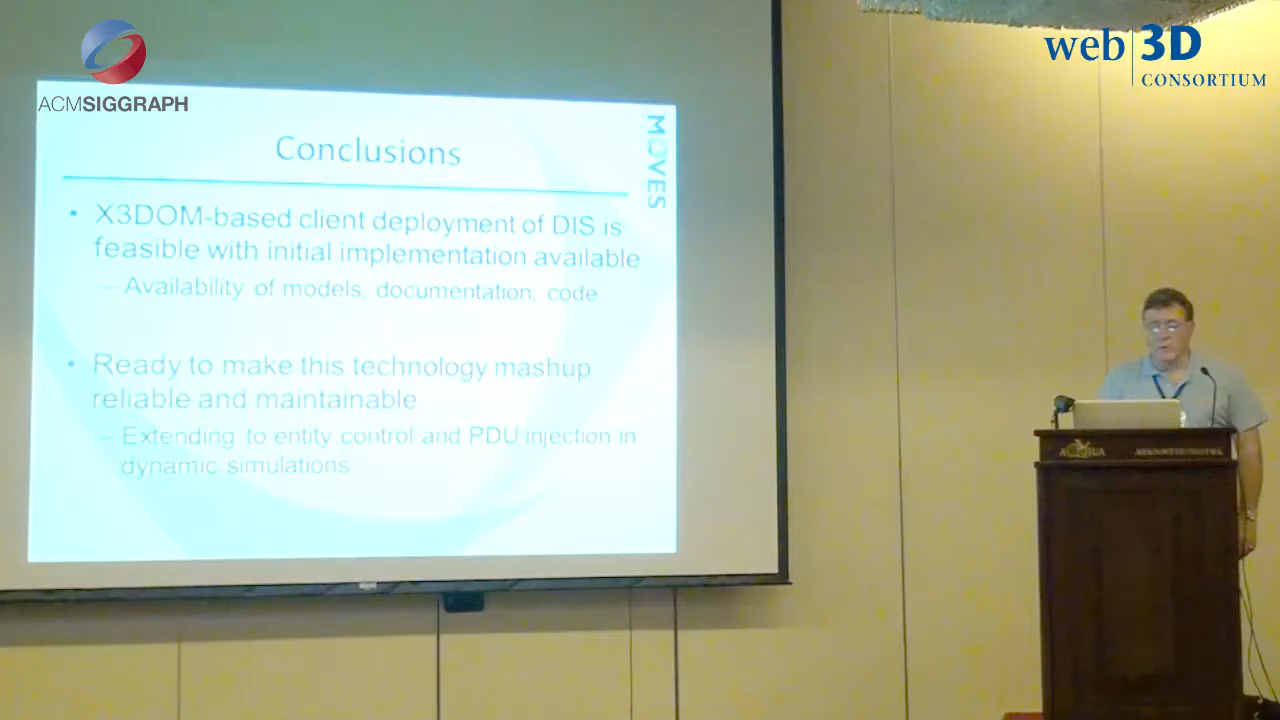 ACMSIGGRAPH
web 3D
CONSORTIUM
MOVES
Conclusions
• X3DOM-based client deployment of DIS is
feasible with initial implementation available
– Availability of models, documentation, code
• Ready to make this technology mashup
reliable and maintainable
– Extending to entity control and PDU injection in
dynamic simulations